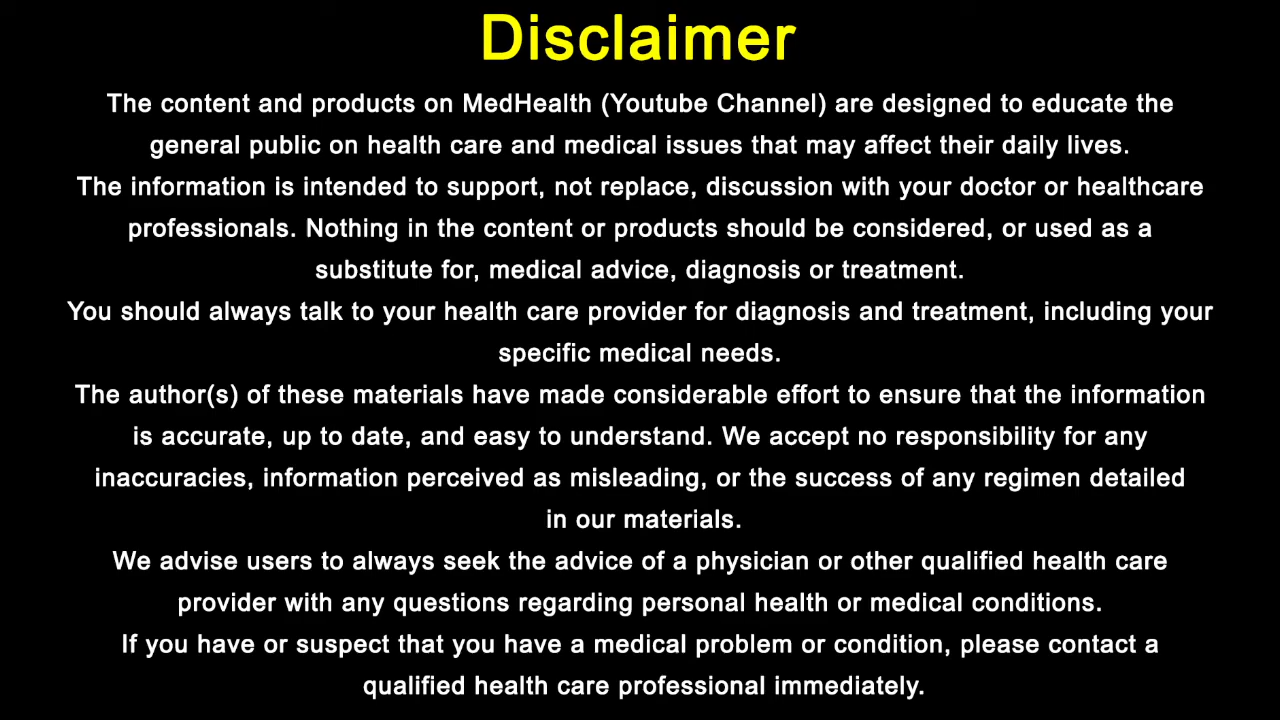 Disclaimer
The content and products on MedHealth (Youtube Channel) are designed to educate the
general public on health care and medical issues that may affect their daily lives.
The information is intended to support, not replace, discussion with your doctor or healthcare
professionals. Nothing in the content or products should be considered, or used as a
substitute for, medical advice, diagnosis or treatment.
You should always talk to your health care provider for diagnosis and treatment, including your
specific medical needs.
The author(s) of these materials have made considerable effort to ensure that the information
is accurate, up to date, and easy to understand. We accept no responsibility for any
inaccuracies, information perceived as misleading, or the success of any regimen detailed
in our materials.
We advise users to always seek the advice of a physician or other qualified health care
provider with any questions regarding personal health or medical conditions.
If you have or suspect that you have a medical problem or condition, please contact a
qualified health care professional immediately.